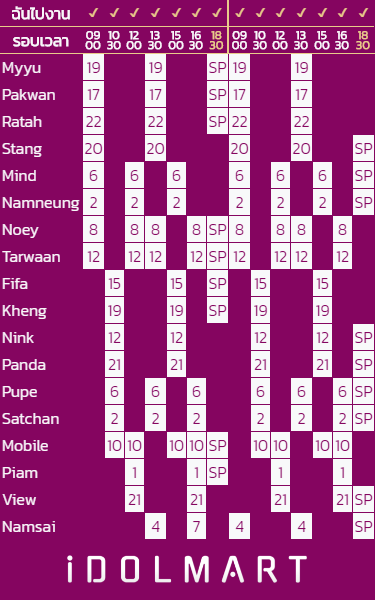 ฉันไปงาน ✓ ✓ ✓ ✓ ✓ ✓ ✓ ✓ ✓ ✓ ✓ ✓ ✓ ✓
รอบเวลา 09 10 12 13 15 16 18 09 10 12 13 15 16 18
00 30 00 30 00 30 30 00 30 00 30 00 30 30
Myyu 19 19 SP 19 19
Pakwan 17 17 SP 17 17
Ratah 22 22 SP 22 22
Stang 20 20 20 20 SP
Mind 6 6 6 6 6 6 SP
Namneung 2 2 2 2 2 2 SP
Noey 8 8 8 8 SP 8 8 8 8
Tarwaan 12 12 12 12 SP 12 12 12 12
Fifa 15 15 SP 15 15
Kheng 19 19 SP 19 19
Nink 12 12 12 12 SP
Panda 21 21 21 21 SP
Pupe 6 6 6 6 6 6 SP
Satchan 2 2 2 2 2 2 SP
Mobile 10 10 10 10 SP 10 10 10 10
Piam 1 1 SP 1 1
View 21 21 21 21 SP
Namsai 4 7 4 4 SP
iDOLMART